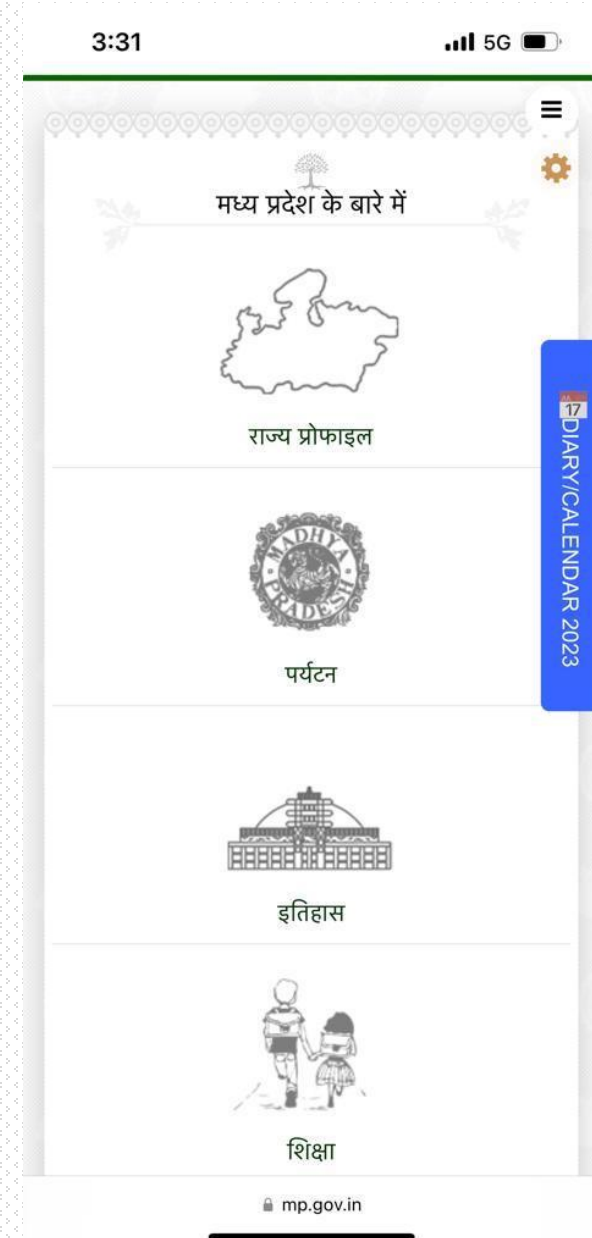 3:31
5G
मध्य प्रदेश के बारे में
राज्य प्रोफाइल
17
DIARY/CALENDAR 2023
MADHYA
PRADESH
पर्यटन
इतिहास
शिक्षा
mp.gov.in